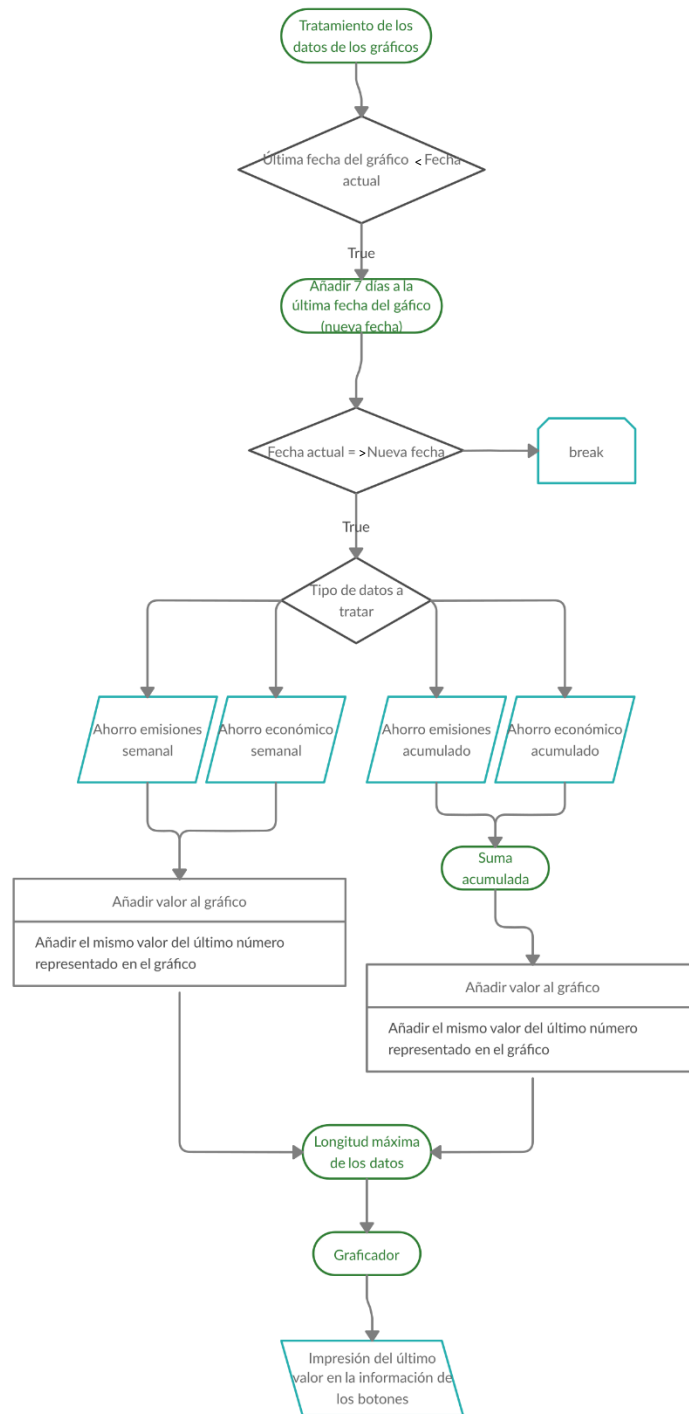 Tratamiento de los
datos de los gráficos
Última fecha del gráfico < Fecha
actual
True
Añadir 7 días a la
última fecha del gáfico
(nueva fecha)
Fecha actual = >Nueva fecha
break
True
Tipo de datos a
tratar
Ahorro emisiones
semanal
Ahorro económico
semanal
Ahorro emisiones
acumulado
Ahorro económico
acumulado
Suma
acumulada
Añadir valor al gráfico
Añadir el mismo valor del último número
representado en el gráfico
Añadir valor al gráfico
Añadir el mismo valor del último número
representado en el gráfico
Longitud máxima
de los datos
Graficador
Impresión del último
valor en la información de
los botones